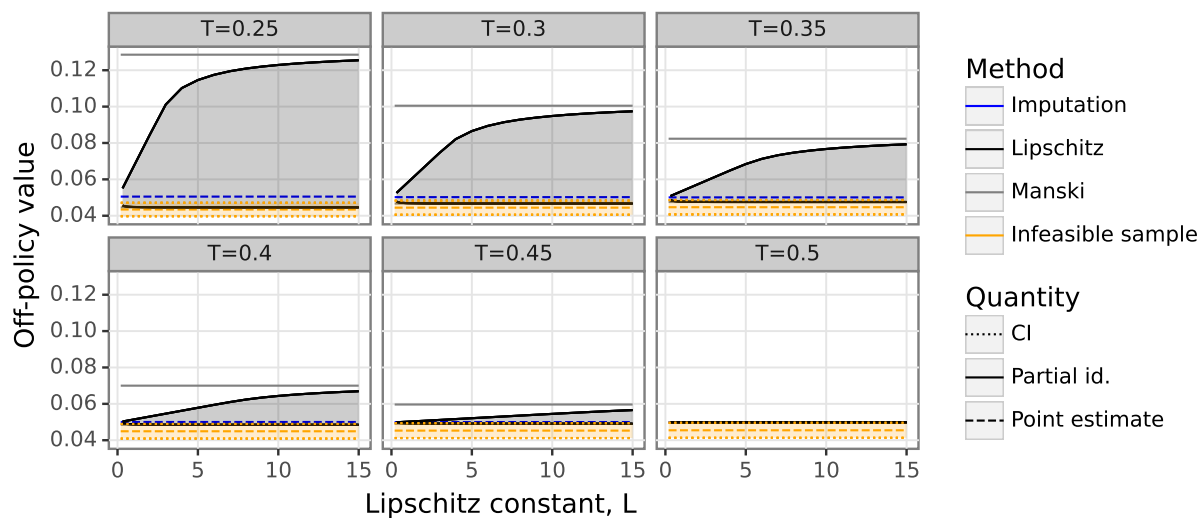 T=0.25
T=0.3
T=0.35
0.12
0.10
0.08
0.06
0.04
T=0.4
T=0.45
T=0.5
0.12
0.10
0.08
0.06
0.04
0 5 10 15
0 5 10 15
0 5 10 15
Lipschitz constant, L
Off-policy value
Method
Imputation
Lipschitz
Manski
Infeasible sample
Quantity
CI
Partial id.
Point estimate